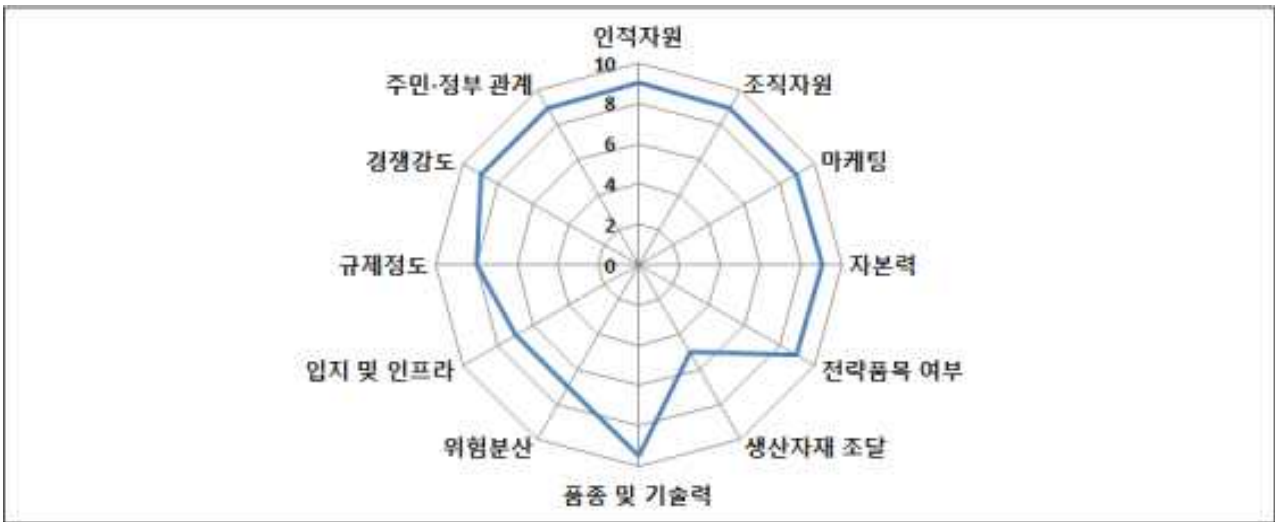 인적자원
10
주민·정부 관계
조직자원
8
경쟁강도
마케팅
6
4
2
규제정도
0
자본력
입지 및 인프라
전략품목 여부
위험분산
생산자재 조달
품종 및 기술력